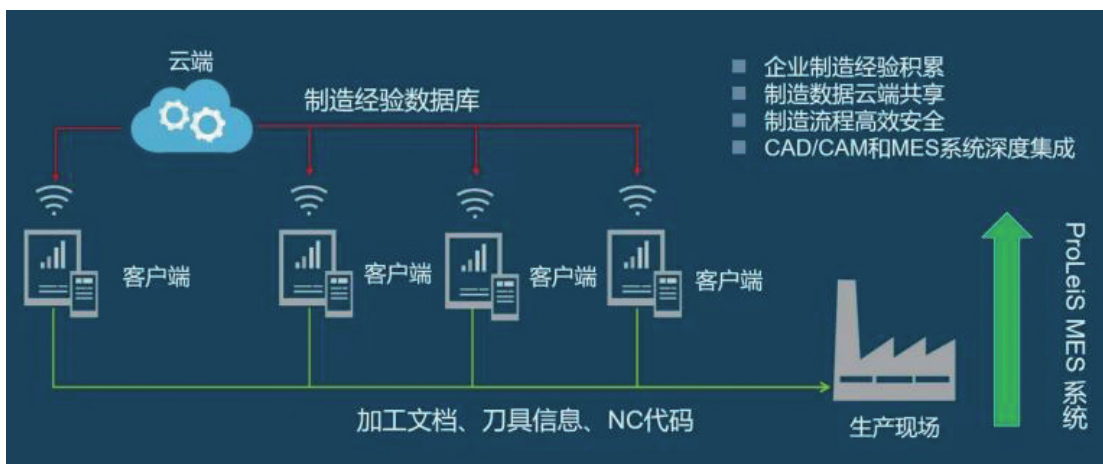 云端
制造经验数据库
企业制造经验积累
制造数据云端共享
制造流程高效安全
CAD/CAM和MES系统深度集成
客户端
客户端
客户端
客户端
ProLeiS MES 系统
加工文档、刀具信息、NC代码
生产现场